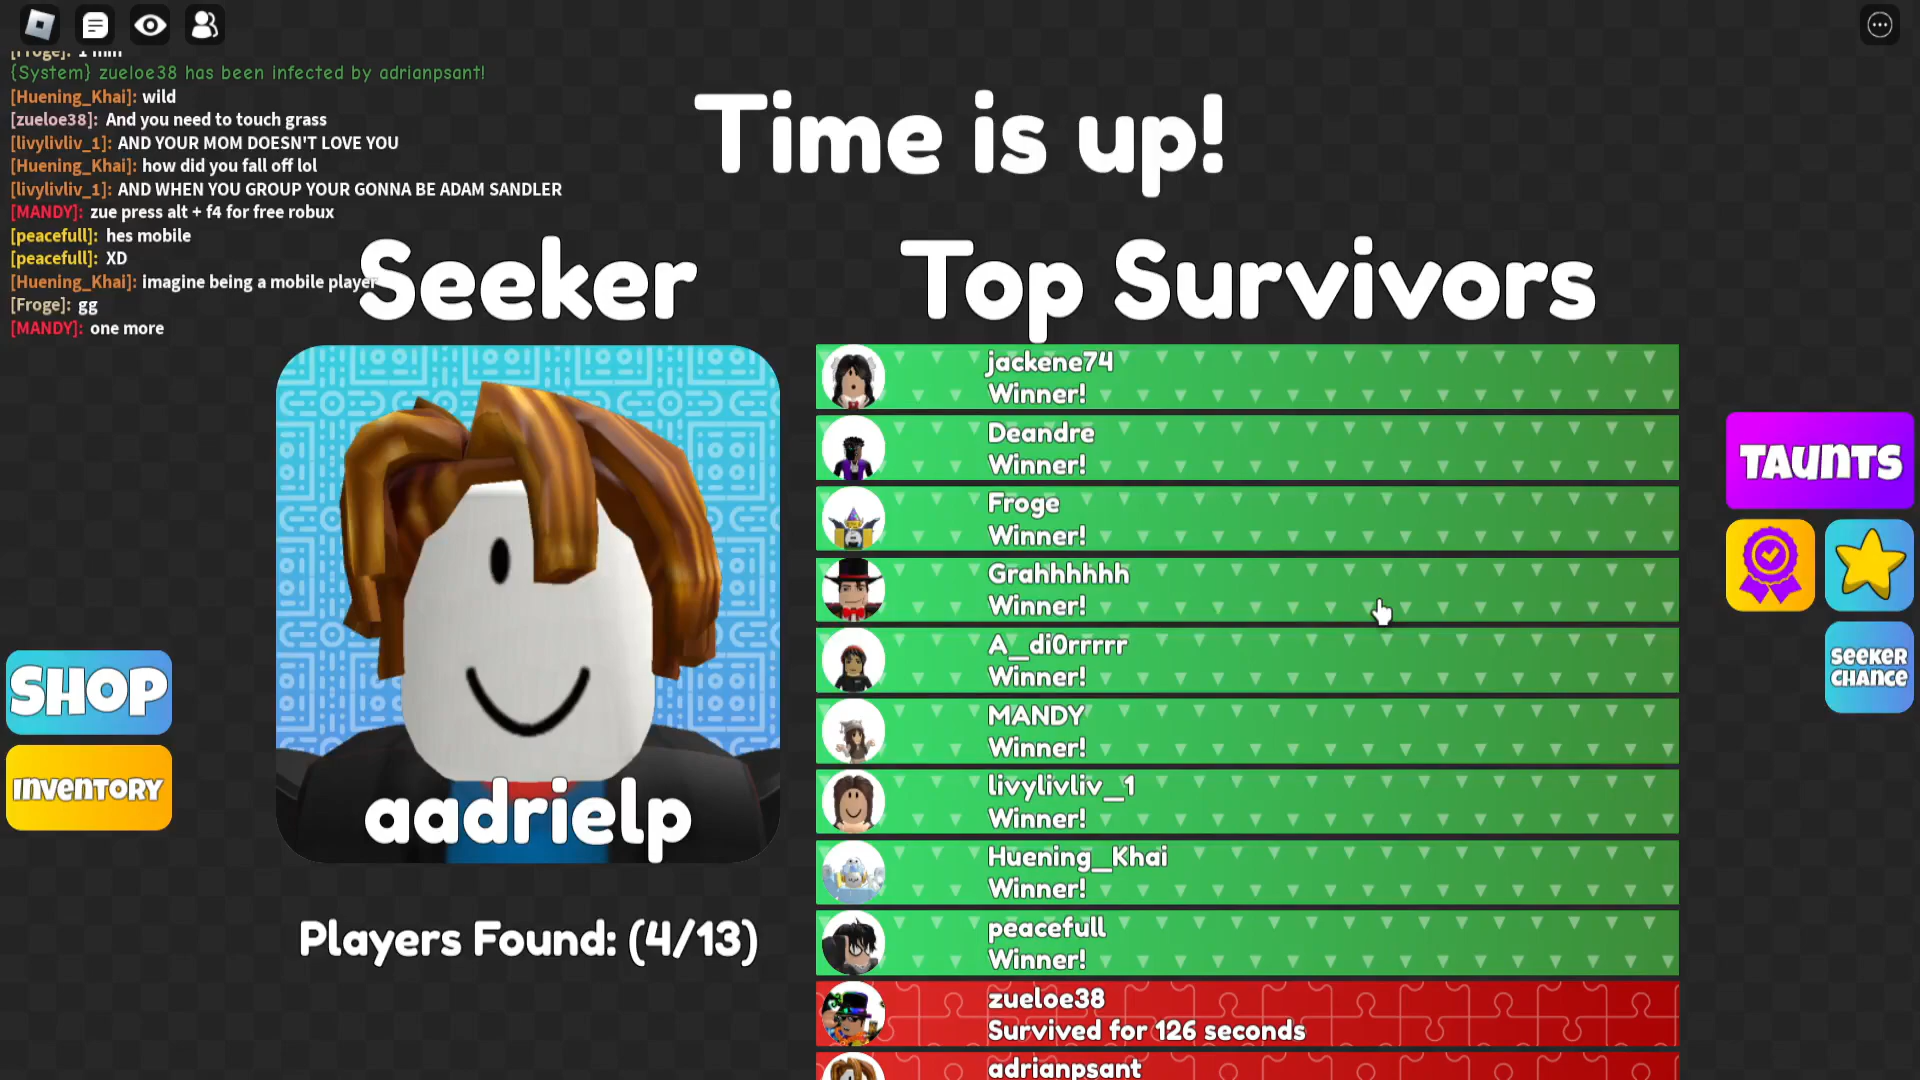 [Froge]: 1 min
{System} zueloe38 has been infected by adrianpsant!
[Huening_Khai]: wild
[zueloe38]: And you need to touch grass
[livylivliv_1]: AND YOUR MOM DOESN'T LOVE YOU
[Huening_Khai]: how did you fall off lol
[livylivliv_1]: AND WHEN YOU GROUP YOUR GONNA BE ADAM SANDLER
[MANDY]: zue press alt + f4 for free robux
[peacefull]: hes mobile
[peacefull]: XD
[Huening_Khai]: imagine being a mobile player
[Froge]: gg
[MANDY]: one more
Time is up!
Seeker
aadrielp
Players Found: (4/13)
Top Survivors
jackene74
Winner!
Deandre
Winner!
Froge
Winner!
Grahhhhhh
Winner!
A_di0rrrrr
Winner!
MANDY
Winner!
livylivliv_1
Winner!
Huening_Khai
Winner!
peacefull
Winner!
zueloe38
Survived for 126 seconds
adrianpsant
SHOP
INVENTORY
TAUNTS
SEEKER
CHANCE